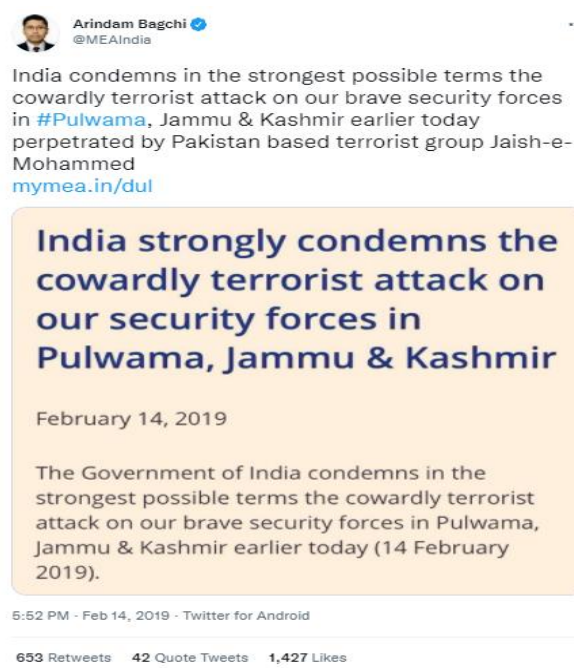 Arindam Bagchi
@MEAIndia
India condemns in the strongest possible terms the
cowardly terrorist attack on our brave security forces
in #Pulwama, Jammu & Kashmir earlier today
perpetrated by Pakistan based terrorist group Jaish-e-
Mohammed
mymea.in/dul
India strongly condemns the
cowardly terrorist attack on
our security forces in
Pulwama, Jammu & Kashmir
February 14, 2019
The Government of India condemns in the
strongest possible terms the cowardly terrorist
attack on our brave security forces in Pulwama,
Jammu & Kashmir earlier today (14 February
2019).
5:52 PM - Feb 14, 2019 - Twitter for Android
653 Retweets 42 Quote Tweets 1,427 Likes